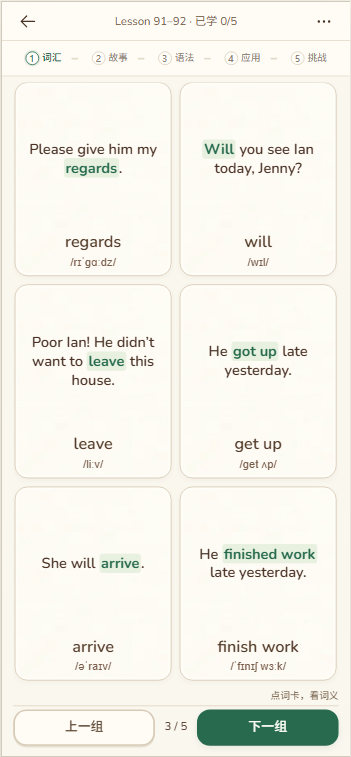 Lesson 91–92 · 已学 0/5
1 词汇 – 2 故事 – 3 语法 – 4 应用 – 5 挑战
Please give him my
regards.
regards
/rɪˈɡɑːdz/
Will you see Ian
today, Jenny?
will
/wɪl/
Poor Ian! He didn't
want to leave this
house.
leave
/liːv/
He got up late
yesterday.
get up
/ɡet ʌp/
She will arrive.
arrive
/əˈraɪv/
He finished work
late yesterday.
finish work
/ˈfɪnɪʃ wɜːk/
点词卡，看词义
上一组
3 / 5
下一组